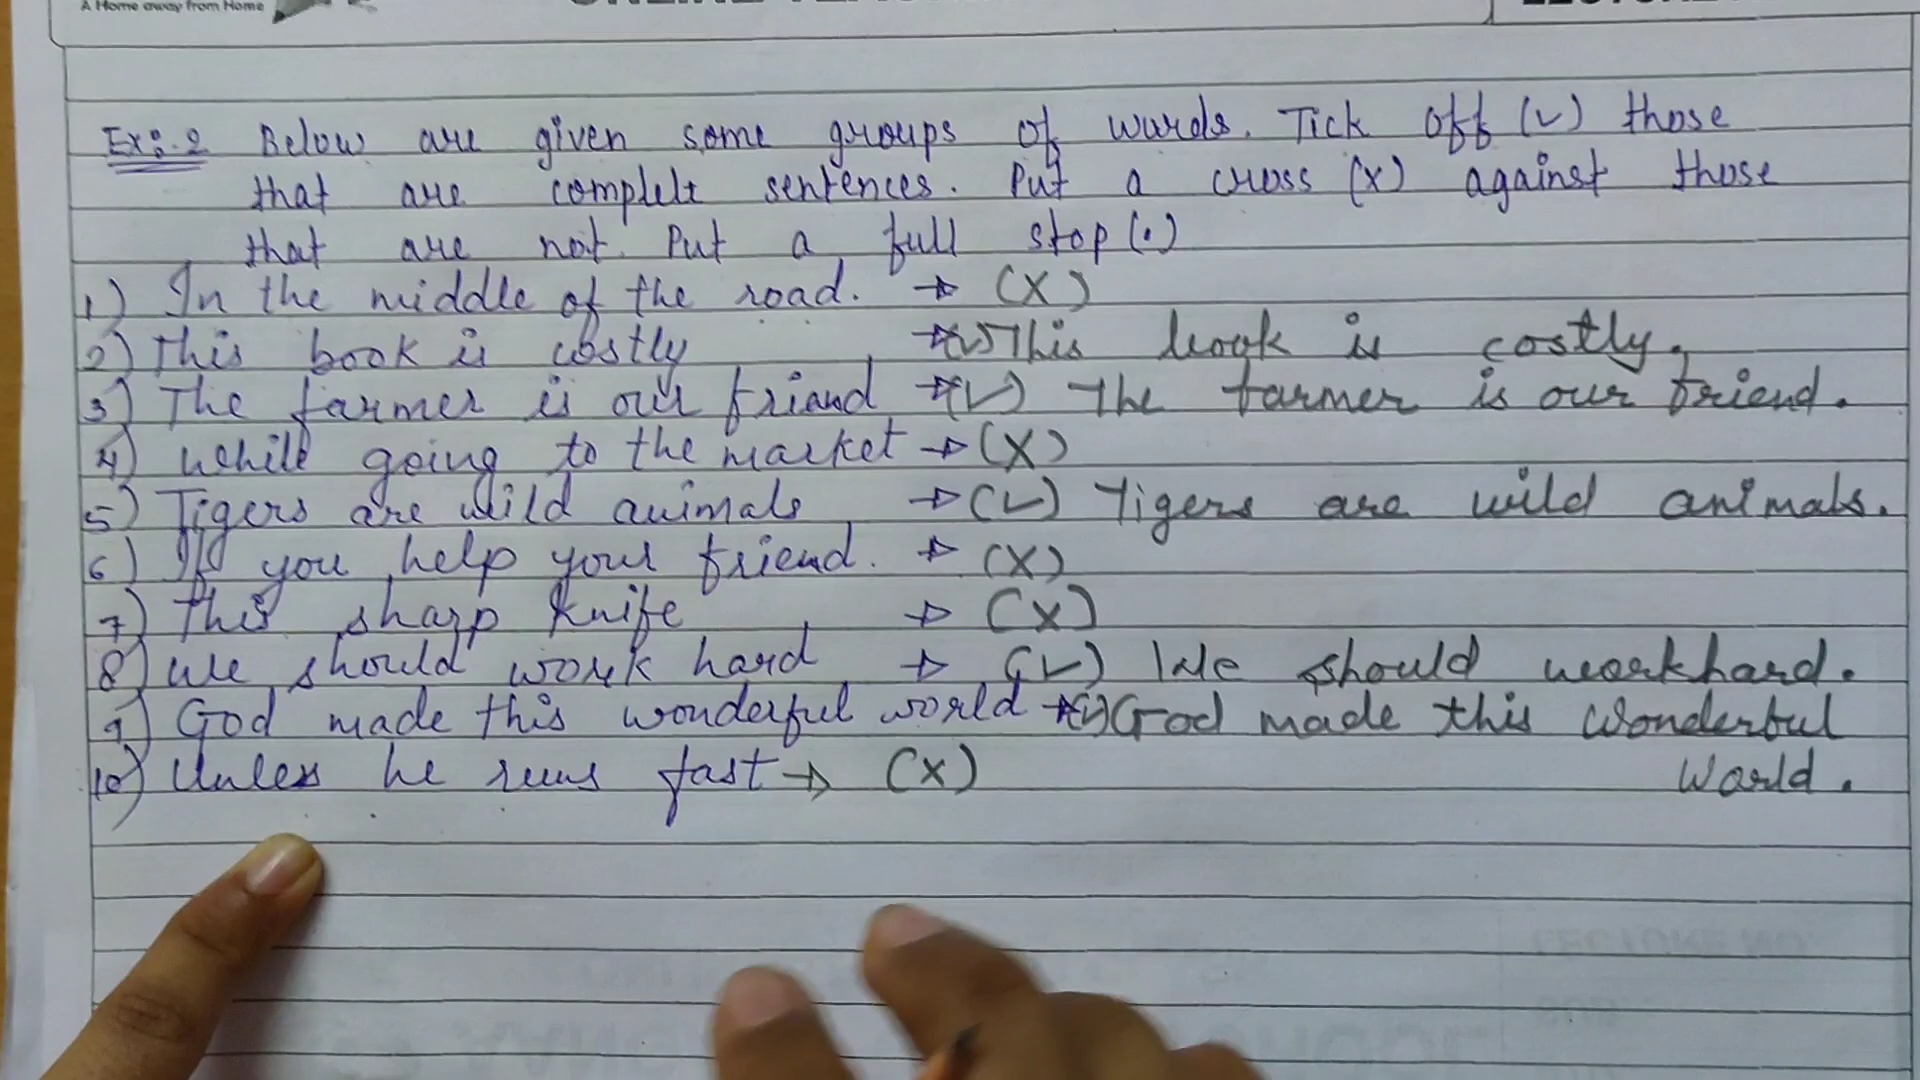 A Home away from Home
Ex:-2 Below are given some groups of words. Tick off (✓) those
that are complete sentences. Put a cross (x) against those
that are not. Put a full stop (.)
1) In the middle of the road. → (X)
2) This book is costly → (✓) This book is costly.
3) The farmer is our friend → (✓) The farmer is our friend.
4) While going to the market → (X)
5) Tigers are wild animals → (✓) Tigers are wild animals.
6) If you help your friend. → (X)
7) This sharp knife → (X)
8) We should work hard → (✓) We should work hard.
9) God made this wonderful world → (✓) God made this wonderful
world.
10) Unless he runs fast → (X)